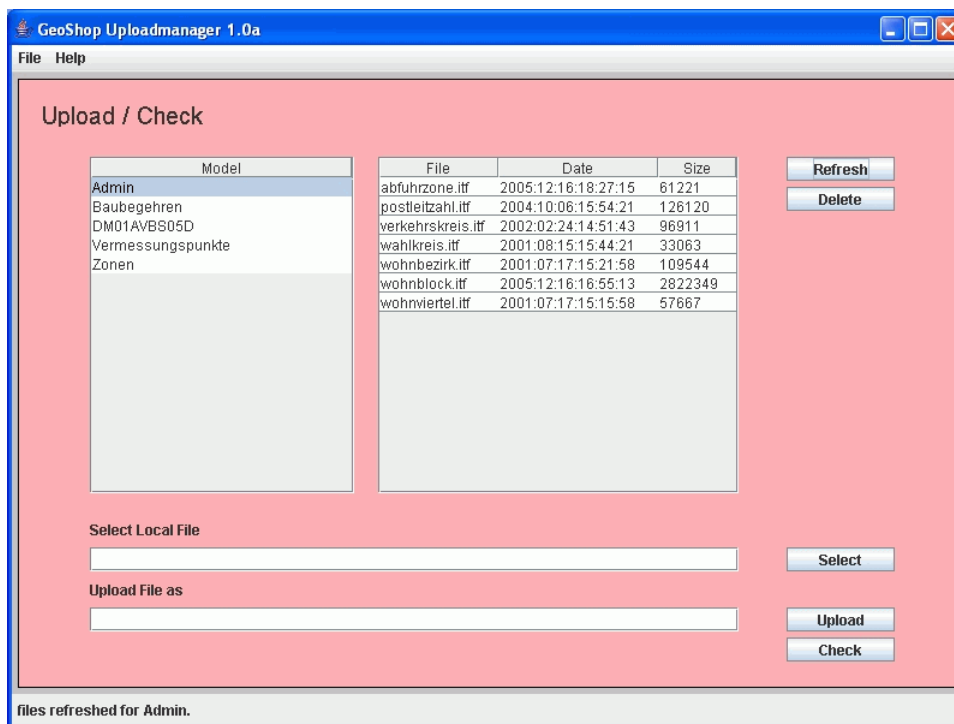 GeoShop Uploadmanager 1.0a
File Help
Upload / Check
Model
Admin
Baubegehren
DM01AVBS05D
Vermessungspunkte
Zonen
File Date Size
abfuhrzone.itf 2005:12:16:18:27:15 61221
postleitzahl.itf 2004:10:06:15:54:21 126120
verkehrskreis.itf 2002:02:24:14:51:43 96911
wahlkreis.itf 2001:08:15:15:44:21 33063
wohnbezirk.itf 2001:07:17:15:21:58 109544
wohnblock.itf 2005:12:16:16:55:13 2822349
wohnviertel.itf 2001:07:17:15:15:58 57667
Refresh
Delete
Select Local File
Select
Upload File as
Upload
Check
files refreshed for Admin.